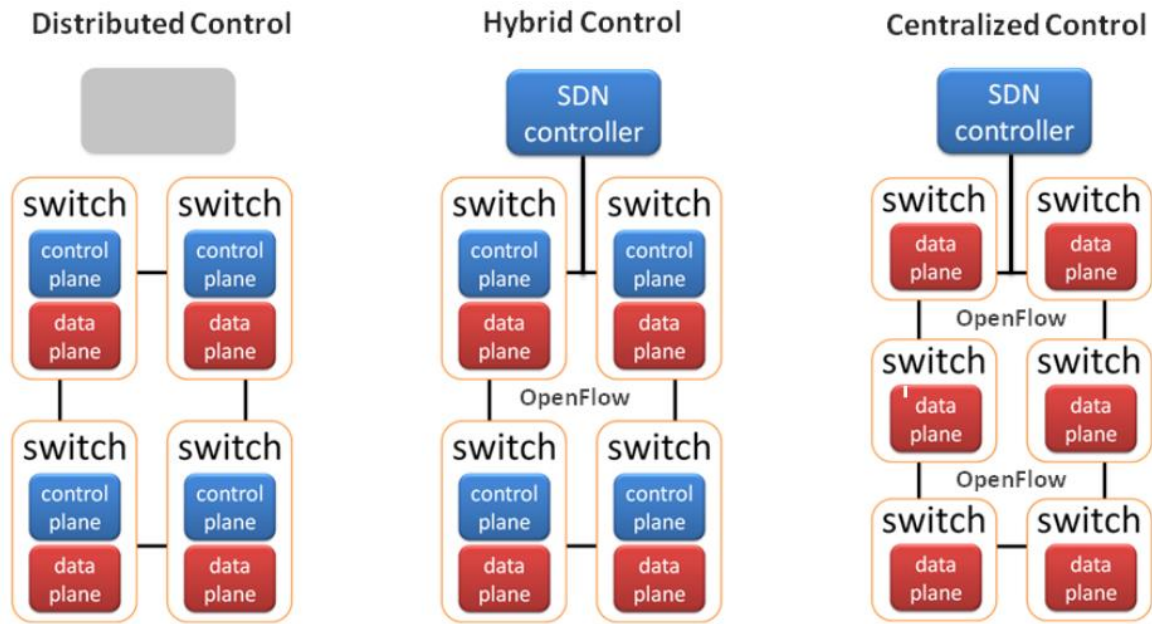 Distributed Control
switch
control
plane
data
plane
switch
control
plane
data
plane
switch
control
plane
data
plane
switch
control
plane
data
plane
Hybrid Control
SDN
controller
switch
control
plane
data
plane
switch
control
plane
data
plane
OpenFlow
switch
control
plane
data
plane
switch
control
plane
data
plane
Centralized Control
SDN
controller
switch
data
plane
switch
data
plane
OpenFlow
switch
data
plane
switch
data
plane
OpenFlow
switch
data
plane
switch
data
plane